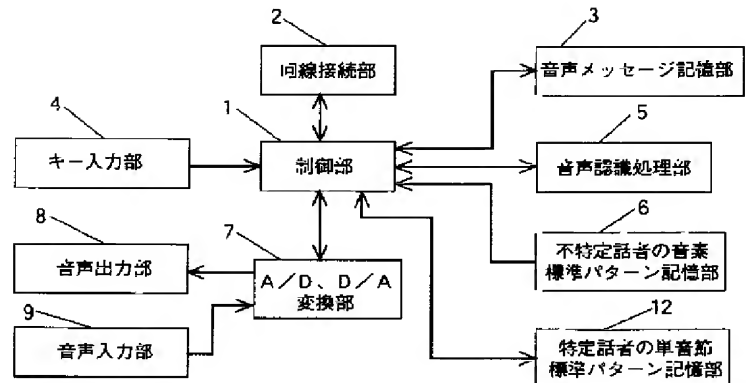 2
回線接続部
3
音声メッセージ記憶部
4
キー入力部
1
制御部
5
音声認識処理部
6
不特定話者の音素
標準パターン記憶部
8
音声出力部
7
A/D、D/A
変換部
9
音声入力部
12
特定話者の単音節
標準パターン記憶部